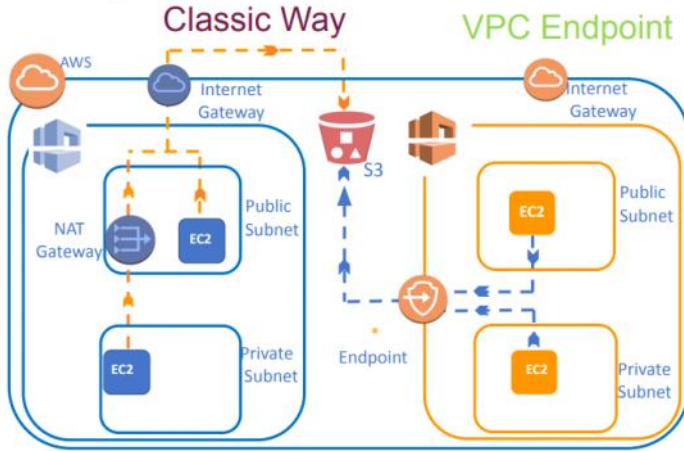 Classic Way
VPC Endpoint
AWS
Internet
Gateway
Internet
Gateway
S3
Public
Subnet
NAT
Gateway
EC2
EC2
Private
Subnet
Endpoint
EC2
Public
Subnet
EC2
Private
Subnet